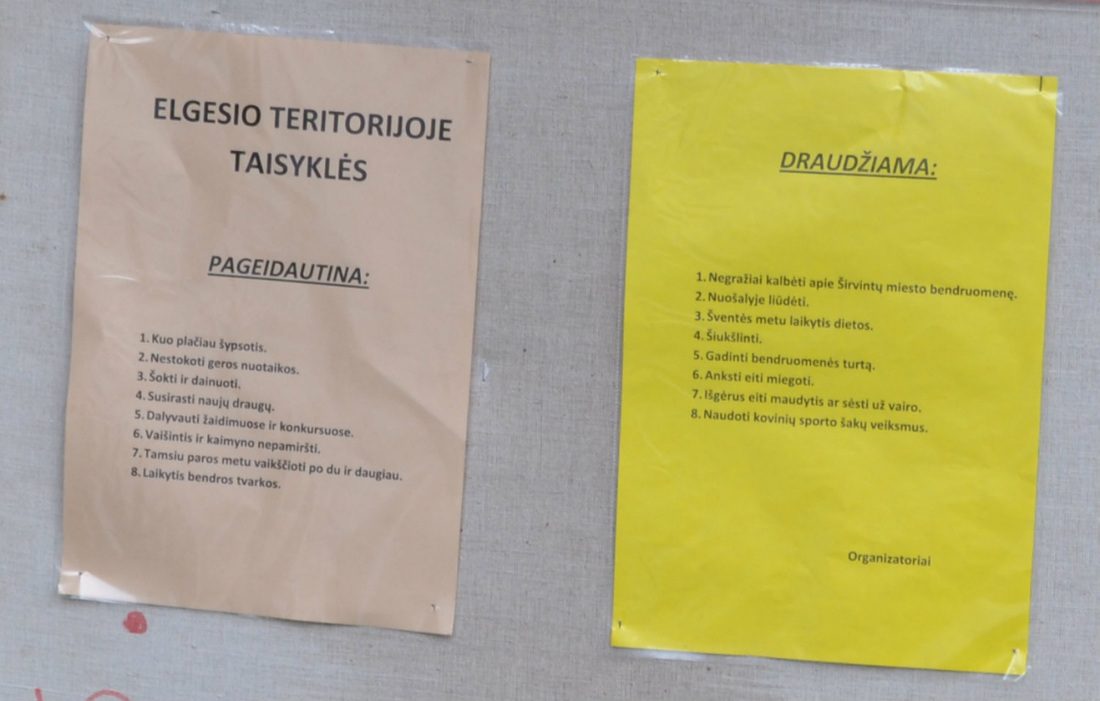 ELGESIO TERITORIJOJE
TAISYKLĖS
PAGEIDAUTINA:
1. Kuo plačiau šypsotis.
2. Nestokoti geros nuotaikos.
3. Šokti ir dainuoti.
4. Susirasti naujų draugų.
5. Dalyvauti žaidimuose ir konkursuose.
6. Vaišintis ir kaimyno nepamiršti.
7. Tamsiu paros metu vaikščioti po du ir daugiau.
8. Laikytis bendros tvarkos.
DRAUDŽIAMA:
1. Negražiai kalbėti apie Širvintų miesto bendruomenę.
2. Nuošalyje liūdėti.
3. Šventės metu laikytis dietos.
4. Šiukšlinti.
5. Gadinti bendruomenės turtą.
6. Anksti eiti miegoti.
7. Išgėrus eiti maudytis ar sėsti už vairo.
8. Naudoti kovinių sporto šakų veiksmus.
Organizatoriai